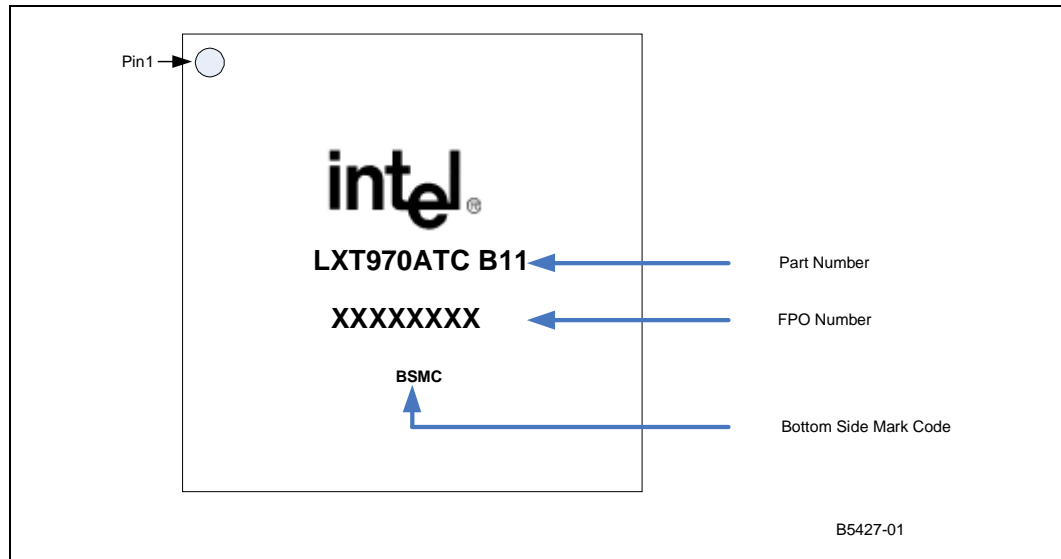 Pin1
intel®
LXT970ATC B11
Part Number
XXXXXXXX
FPO Number
BSMC
Bottom Side Mark Code
B5427-01